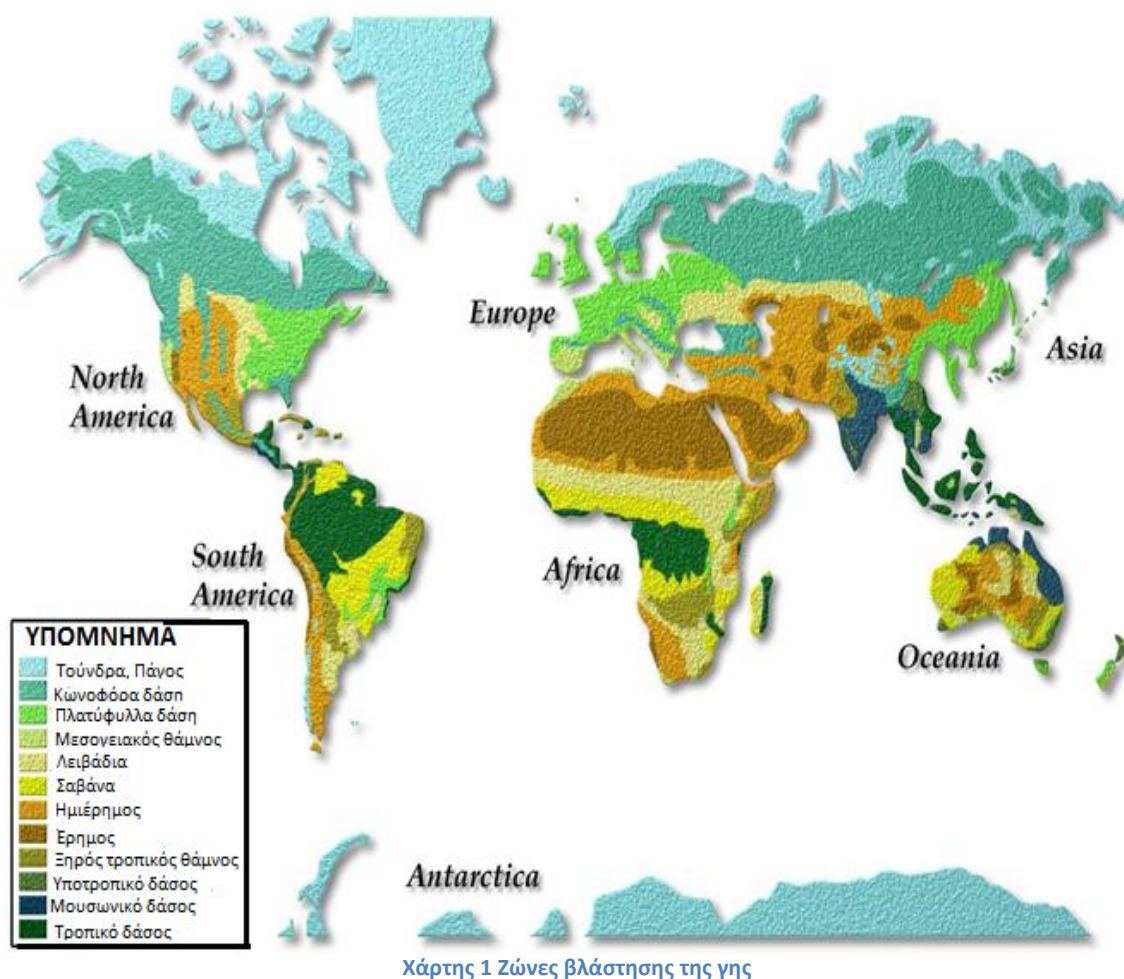 Europe
Asia
North
America
South
America
Africa
Oceania
ΥΠΟΜΝΗΜΑ
Τούνδρα, Πάγος
Κωνοφόρα δάση
Πλατύφυλλα δάση
Μεσογειακός θάμνος
Λειβάδια
Σαβάνα
Ημιέρημος
Έρημος
Ξηρός τροπικός θάμνος
Υποτροπικό δάσος
Μουσωνικό δάσος
Τροπικό δάσος
Antarctica
Χάρτης 1 Ζώνες βλάστησης της γης